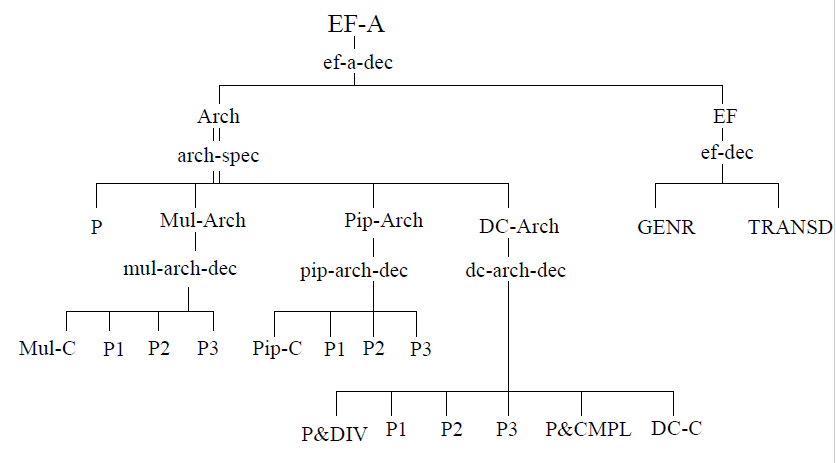 EF-A
ef-a-dec
Arch EF
arch-spec ef-dec
P Mul-Arch Pip-Arch DC-Arch GENR TRANSD
mul-arch-dec pip-arch-dec dc-arch-dec
Mul-C P1 P2 P3 Pip-C P1 P2 P3
P&DIV P1 P2 P3 P&CMPL DC-C